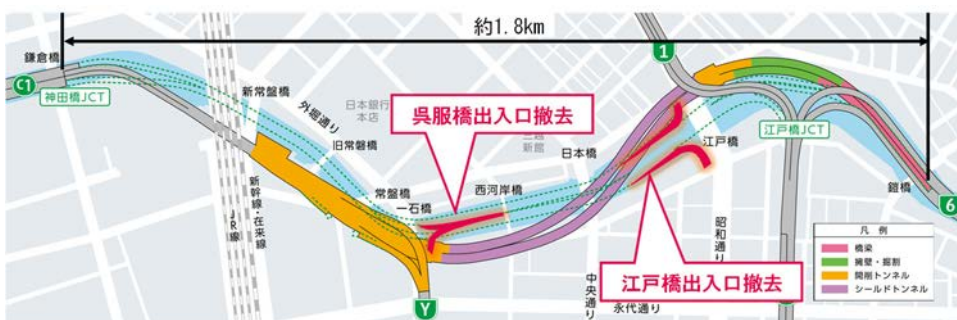 約1.8km
鎌倉橋
C1
神田橋JCT
新常盤橋
外堀通り
日本銀行
本店
旧常磐橋
呉服橋出入口撤去
三越
新館
日本橋
1
江戸橋
江戸橋JCT
常盤橋
一石橋
西河岸橋
鎧橋
6
新幹線・在来線
JR線
Y
中央通り
永代通り
昭和通り
江戸橋出入口撤去
凡 例
橋梁
擁壁・掘割
開削トンネル
シールドトンネル